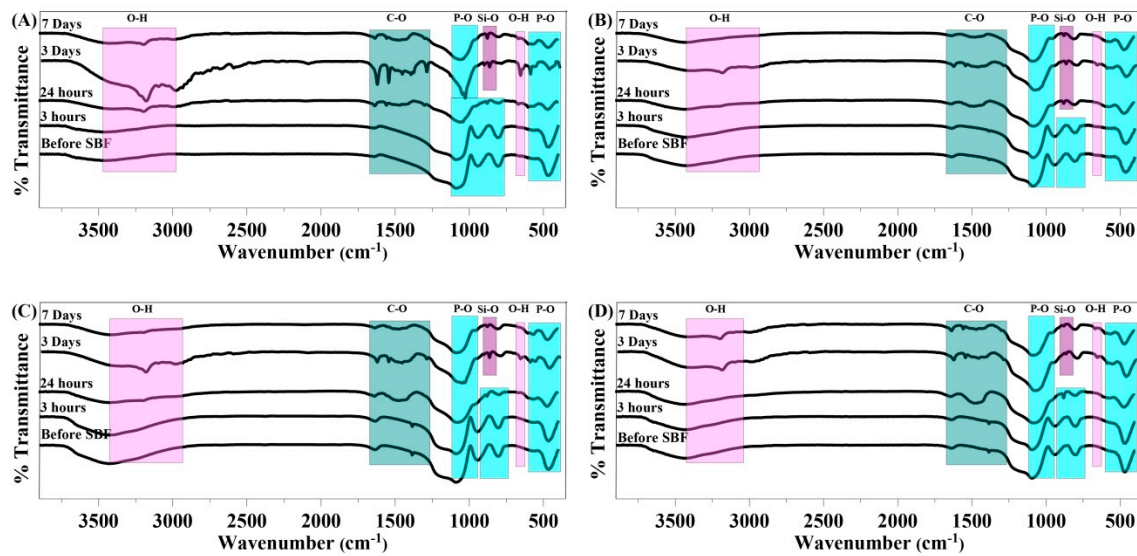 (A) O-H C-O P-O Si-O O-H P-O
7 Days
3 Days
24 hours
3 hours
Before SBF
% Transmittance
3500 3000 2500 2000 1500 1000 500
Wavenumber (cm-1)
(B) O-H C-O P-O Si-O O-H P-O
7 Days
3 Days
24 hours
3 hours
Before SBF
% Transmittance
3500 3000 2500 2000 1500 1000 500
Wavenumber (cm-1)
(C) O-H C-O P-O Si-O O-H P-O
7 Days
3 Days
24 hours
3 hours
Before SBF
% Transmittance
3500 3000 2500 2000 1500 1000 500
Wavenumber (cm-1)
(D) O-H C-O P-O Si-O O-H P-O
7 Days
3 Days
24 hours
3 hours
Before SBF
% Transmittance
3500 3000 2500 2000 1500 1000 500
Wavenumber (cm-1)